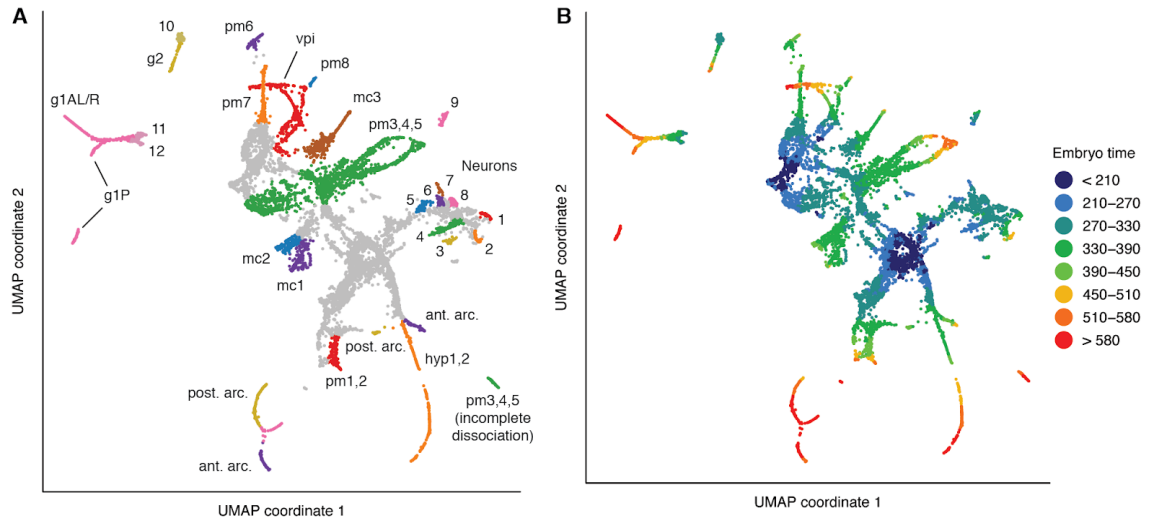 A
10
g2
pm6
vpi
pm8
pm7
mc3
9
g1AL/R
11
12
pm3,4,5
g1P
Neurons
5
6
7
8
1
4
3
2
mc2
mc1
ant. arc.
post. arc.
pm1,2
hyp1,2
post. arc.
pm3,4,5
(incomplete
dissociation)
ant. arc.
UMAP coordinate 2
UMAP coordinate 1
B
UMAP coordinate 2
UMAP coordinate 1
Embryo time
< 210
210–270
270–330
330–390
390–450
450–510
510–580
> 580